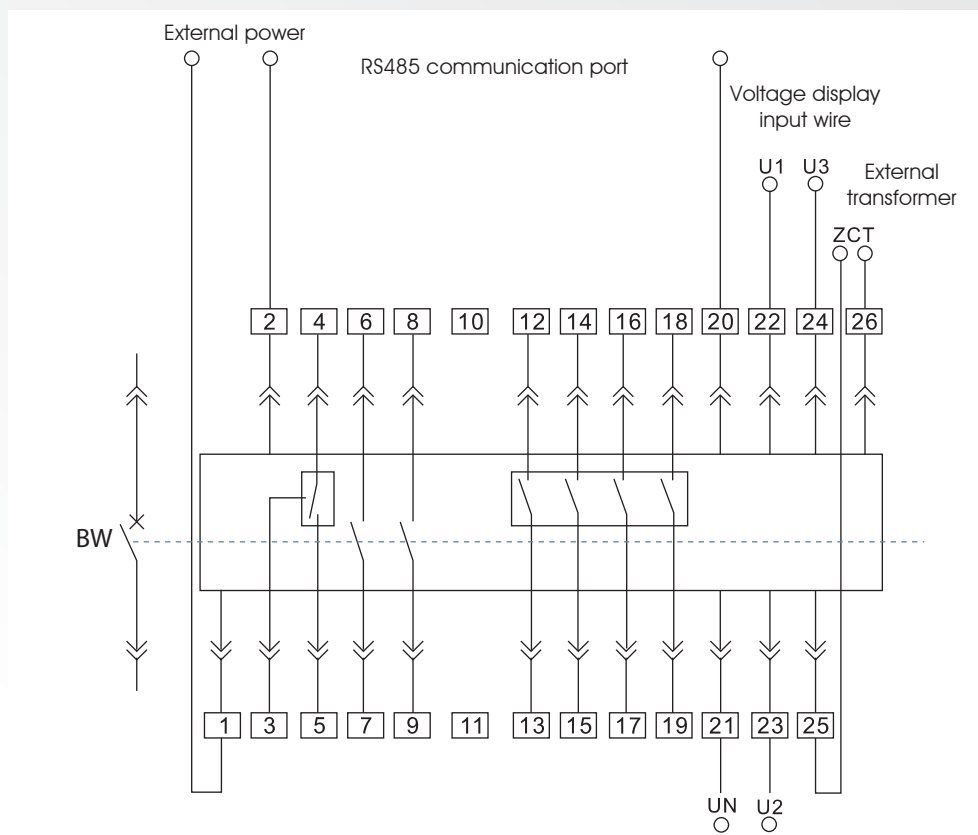 External power
RS485 communication port
Voltage display
input wire
U1 U3
External
transformer
ZCT
2 4 6 8 10 12 14 16 18 20 22 24 26
BW
1 3 5 7 9 11 13 15 17 19 21 23 25
UN U2